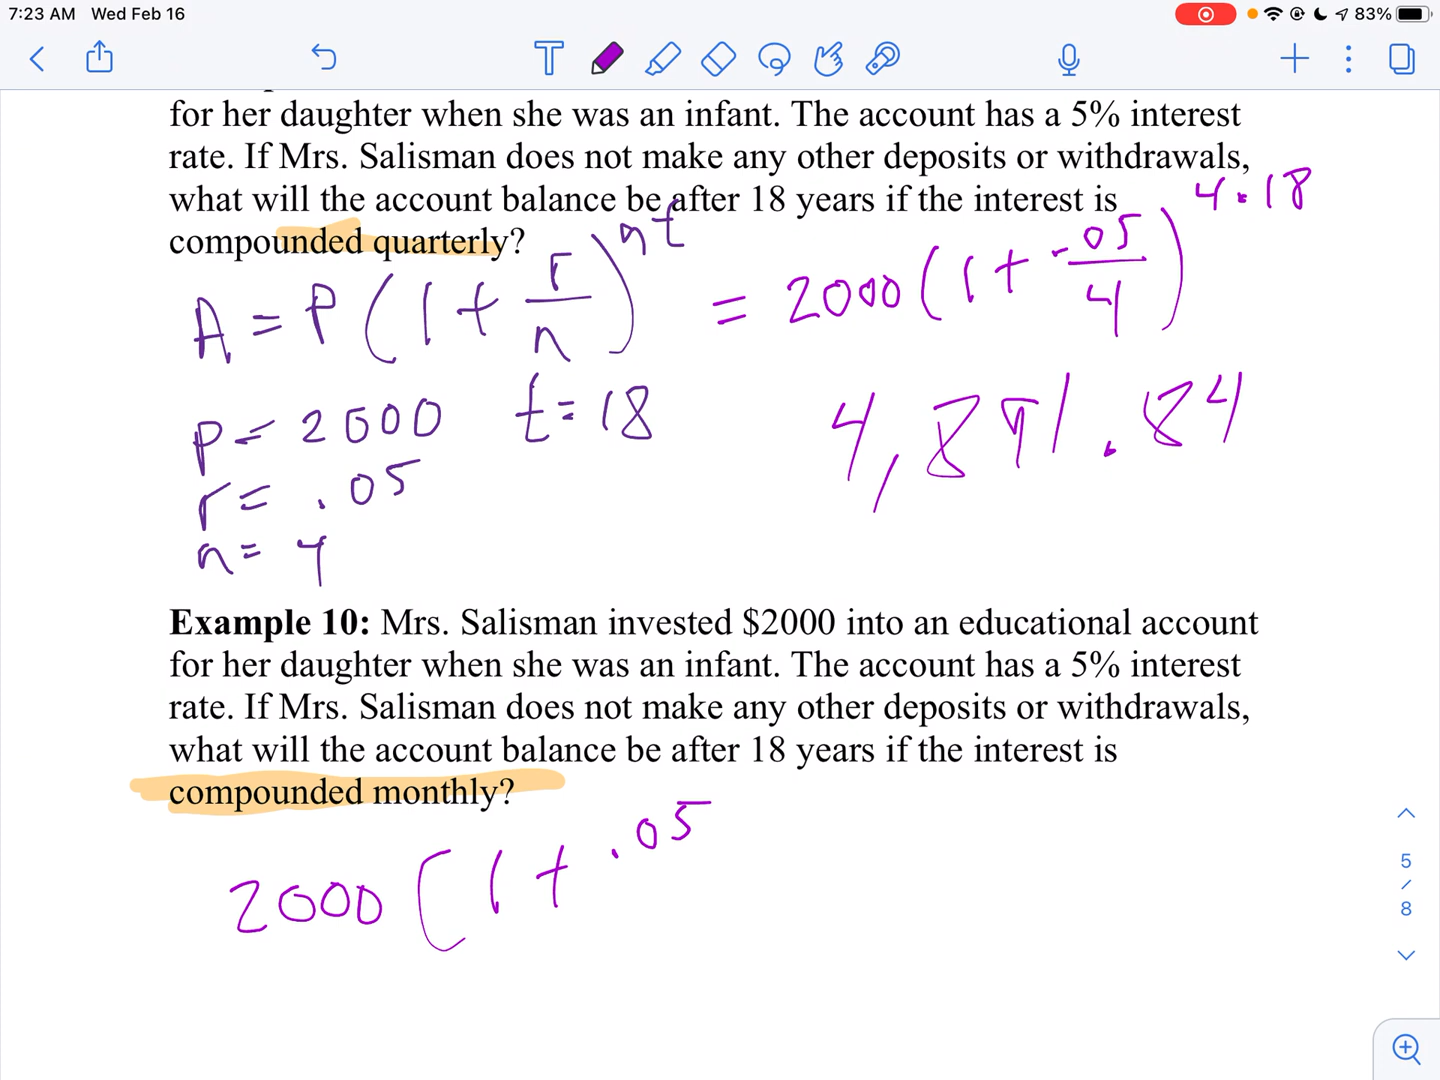 7:23 AM Wed Feb 16 83%
for her daughter when she was an infant. The account has a 5% interest
rate. If Mrs. Salisman does not make any other deposits or withdrawals,
what will the account balance be after 18 years if the interest is
compounded quarterly?
A = P(1 + r/n)^nt = 2000(1 + .05/4)^4·18
P = 2000 t = 18
r = .05
n = 4
4,891.84
Example 10: Mrs. Salisman invested $2000 into an educational account
for her daughter when she was an infant. The account has a 5% interest
rate. If Mrs. Salisman does not make any other deposits or withdrawals,
what will the account balance be after 18 years if the interest is
compounded monthly?
2000(1 + .05
5
/
8